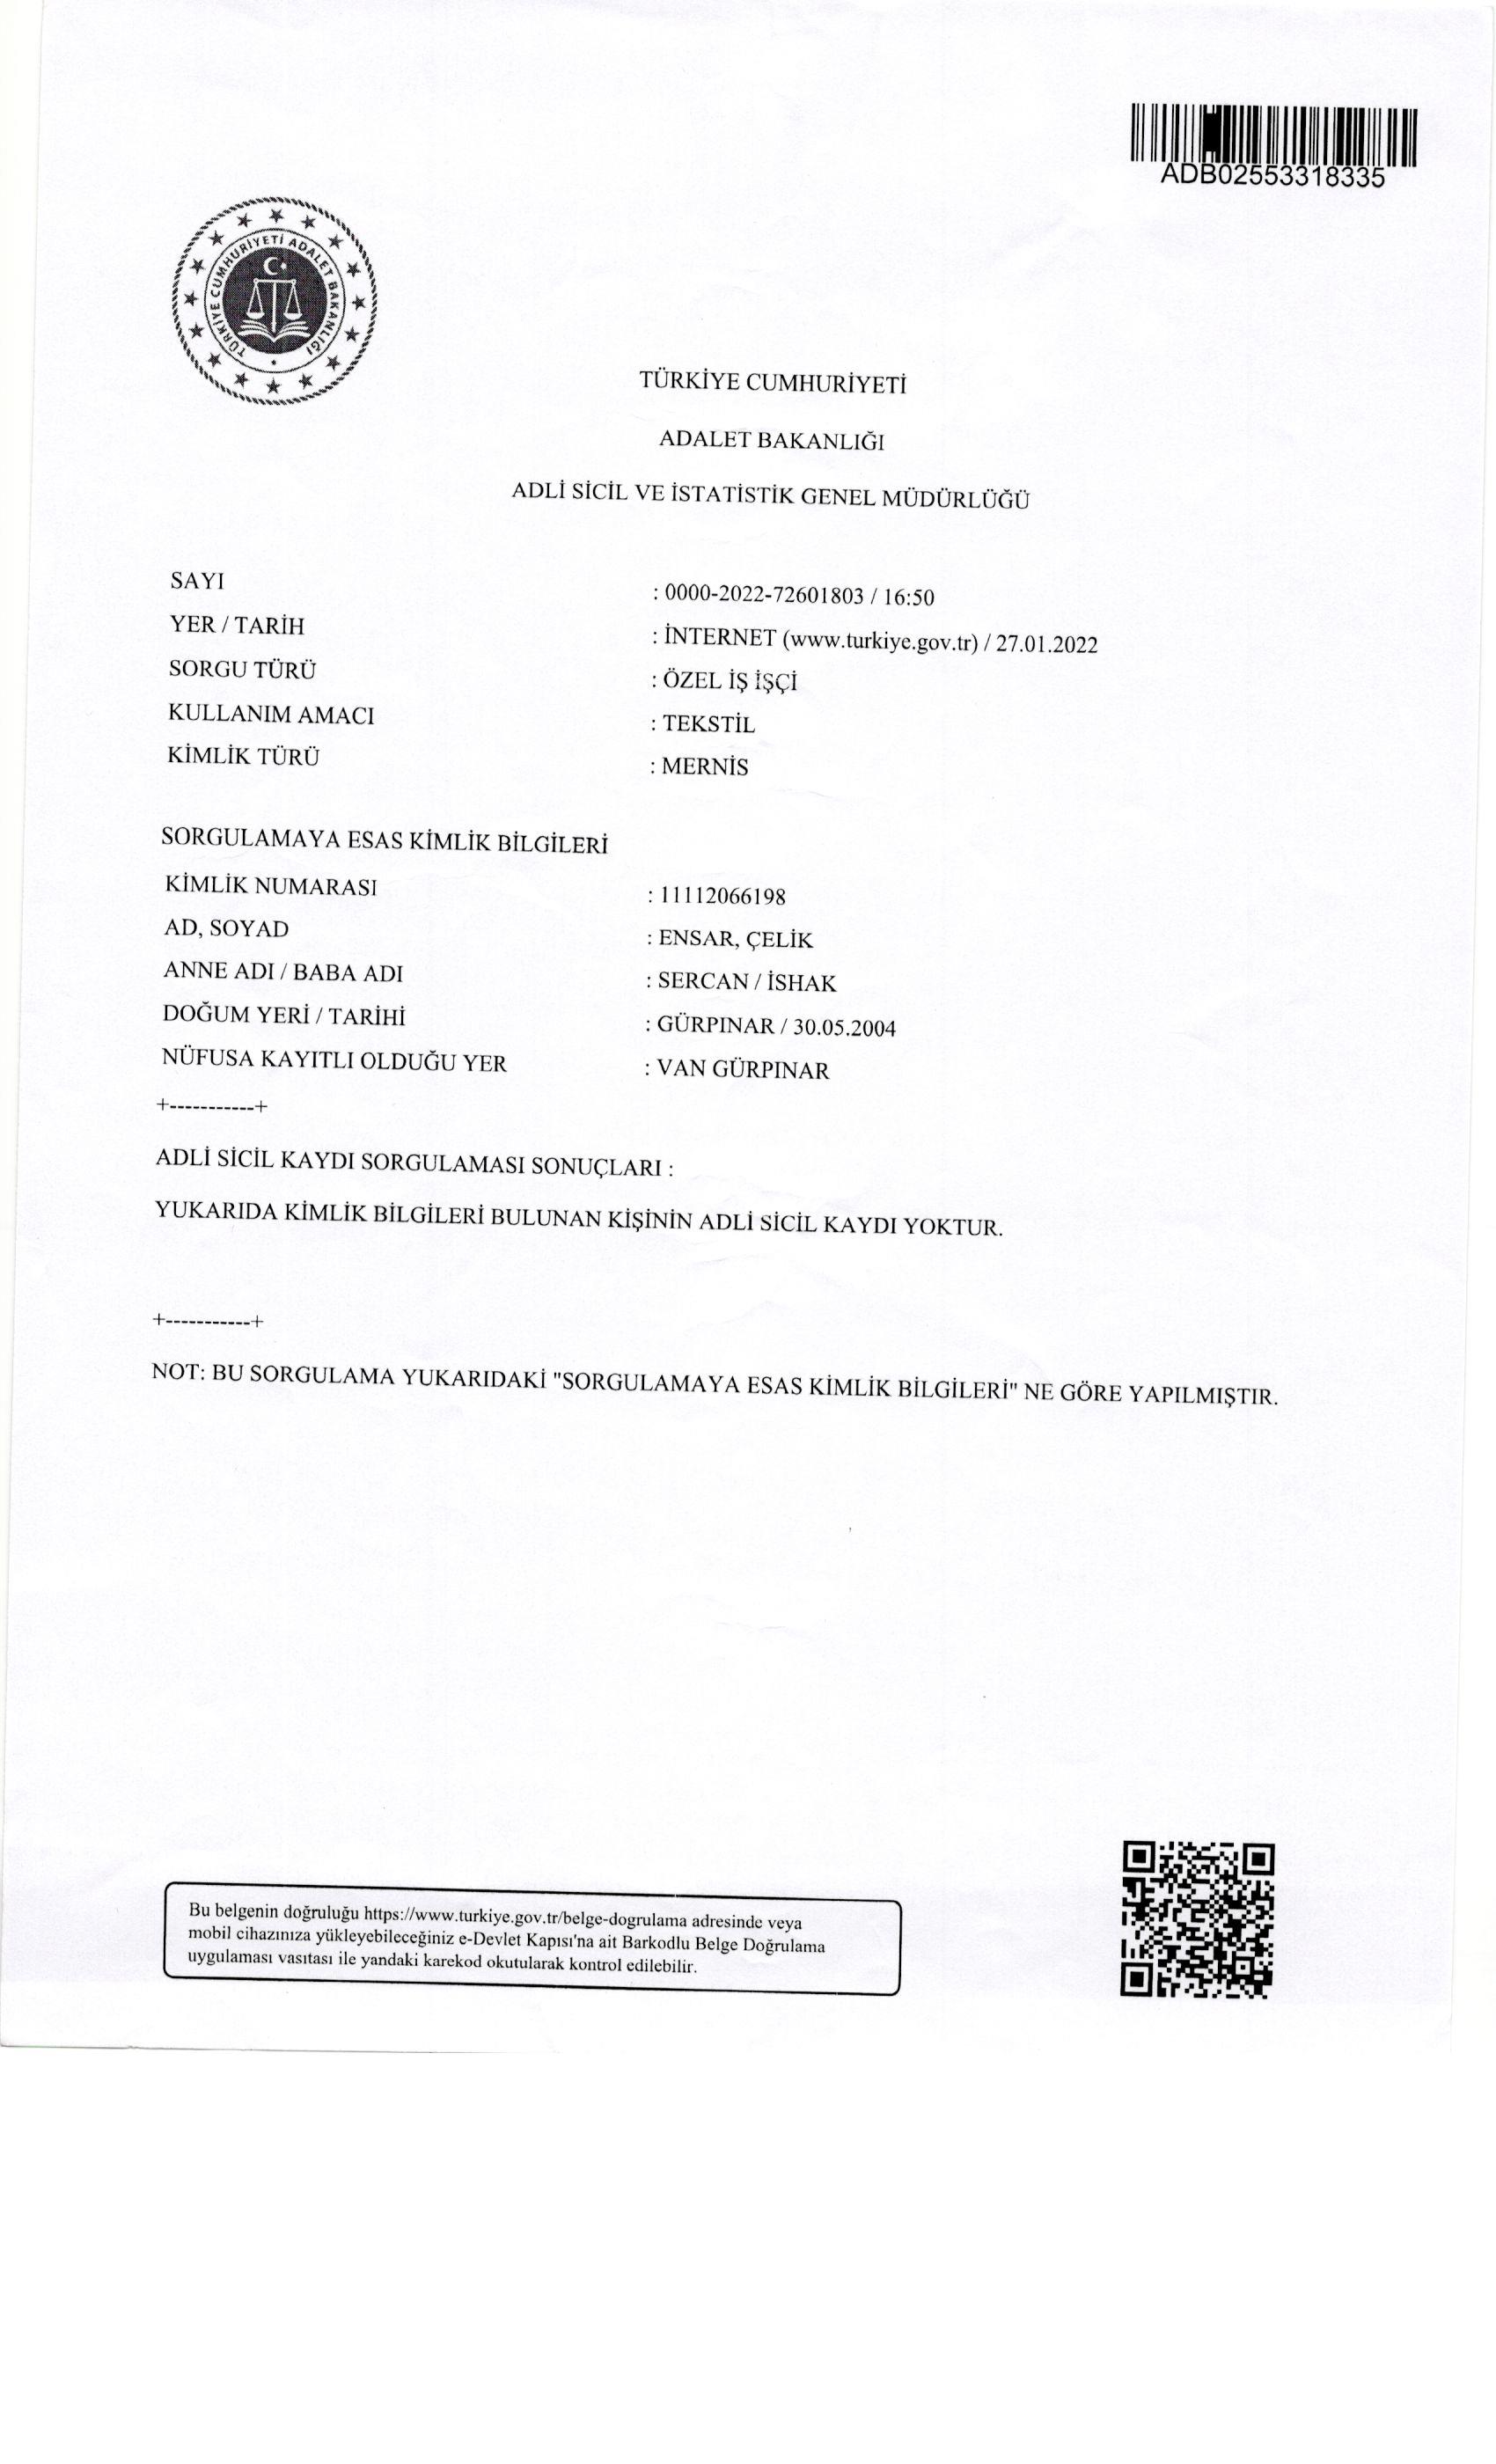 ADB02553318335
TÜRKİYE CUMHURİYETİ ADALET BAKANLIĞI
TÜRKİYE CUMHURİYETİ
ADALET BAKANLIĞI
ADLİ SİCİL VE İSTATİSTİK GENEL MÜDÜRLÜĞÜ
SAYI : 0000-2022-72601803 / 16:50
YER / TARİH : İNTERNET (www.turkiye.gov.tr) / 27.01.2022
SORGU TÜRÜ : ÖZEL İŞ İŞÇİ
KULLANIM AMACI : TEKSTİL
KİMLİK TÜRÜ : MERNİS
SORGULAMAYA ESAS KİMLİK BİLGİLERİ
KİMLİK NUMARASI : 11112066198
AD, SOYAD : ENSAR, ÇELİK
ANNE ADI / BABA ADI : SERCAN / İSHAK
DOĞUM YERİ / TARİHİ : GÜRPINAR / 30.05.2004
NÜFUSA KAYITLI OLDUĞU YER : VAN GÜRPINAR
+-----------+
ADLİ SİCİL KAYDI SORGULAMASI SONUÇLARI :
YUKARIDA KİMLİK BİLGİLERİ BULUNAN KİŞİNİN ADLİ SİCİL KAYDI YOKTUR.
+-----------+
NOT: BU SORGULAMA YUKARIDAKİ "SORGULAMAYA ESAS KİMLİK BİLGİLERİ" NE GÖRE YAPILMIŞTIR.
Bu belgenin doğruluğu https://www.turkiye.gov.tr/belge-dogrulama adresinde veya
mobil cihazınıza yükleyebileceğiniz e-Devlet Kapısı'na ait Barkodlu Belge Doğrulama
uygulaması vasıtası ile yandaki karekod okutularak kontrol edilebilir.